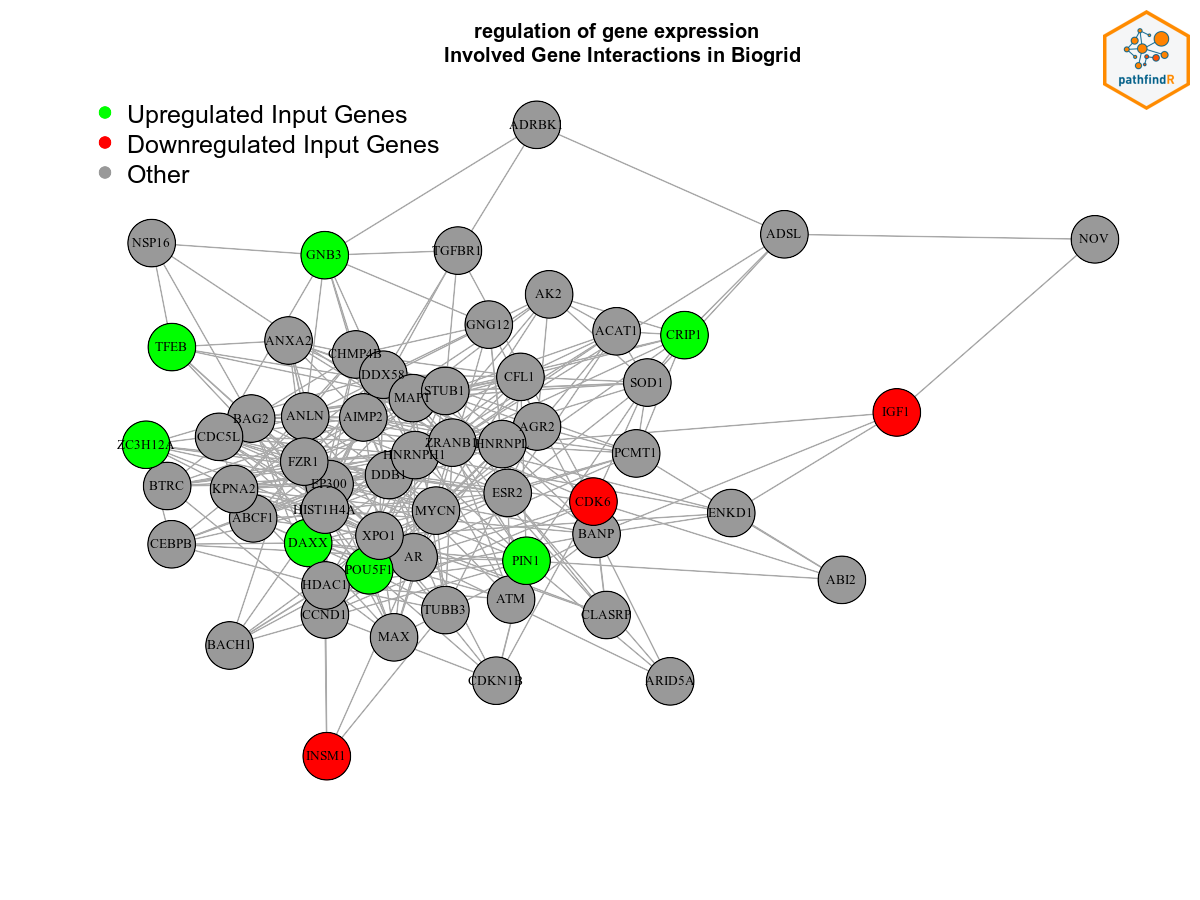 regulation of gene expression
Involved Gene Interactions in Biogrid
pathfindR
Upregulated Input Genes
Downregulated Input Genes
Other
ADRBK1
NSP16
GNB3
TGFBR1
ADSL
NOV
AK2
GNG12
ACAT1
CRIP1
TFEB
ANXA2
CHMP4B
DDX58
STUB1
CFL1
SOD1
MAPT
IGF1
BAG2
ANLN
AIMP2
AGR2
CDC5L
ZC3H12A
ZRANB1
HNRNPL
HNRNPH1
PCMT1
FZR1
DDB1
BTRC
KPNA2
EP300
ESR2
CDK6
HIST1H4A
MYCN
ENKD1
ABCF1
XPO1
BANP
CEBPB
DAXX
AR
PIN1
POU5F1
ABI2
HDAC1
ATM
TUBB3
CCND1
CLASRP
MAX
BACH1
CDKN1B
ARID5A
INSM1